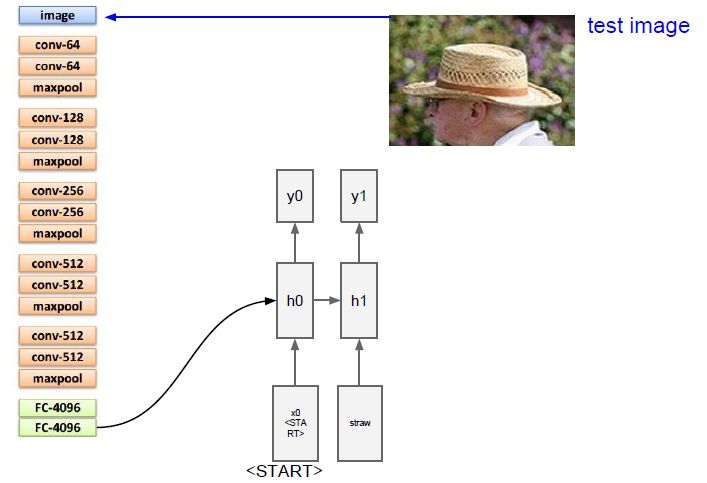 image
test image
conv-64
conv-64
maxpool
conv-128
conv-128
maxpool
conv-256
conv-256
maxpool
conv-512
conv-512
maxpool
conv-512
conv-512
maxpool
FC-4096
FC-4096
y0
y1
h0
h1
x0
<STA
RT>
straw
<START>